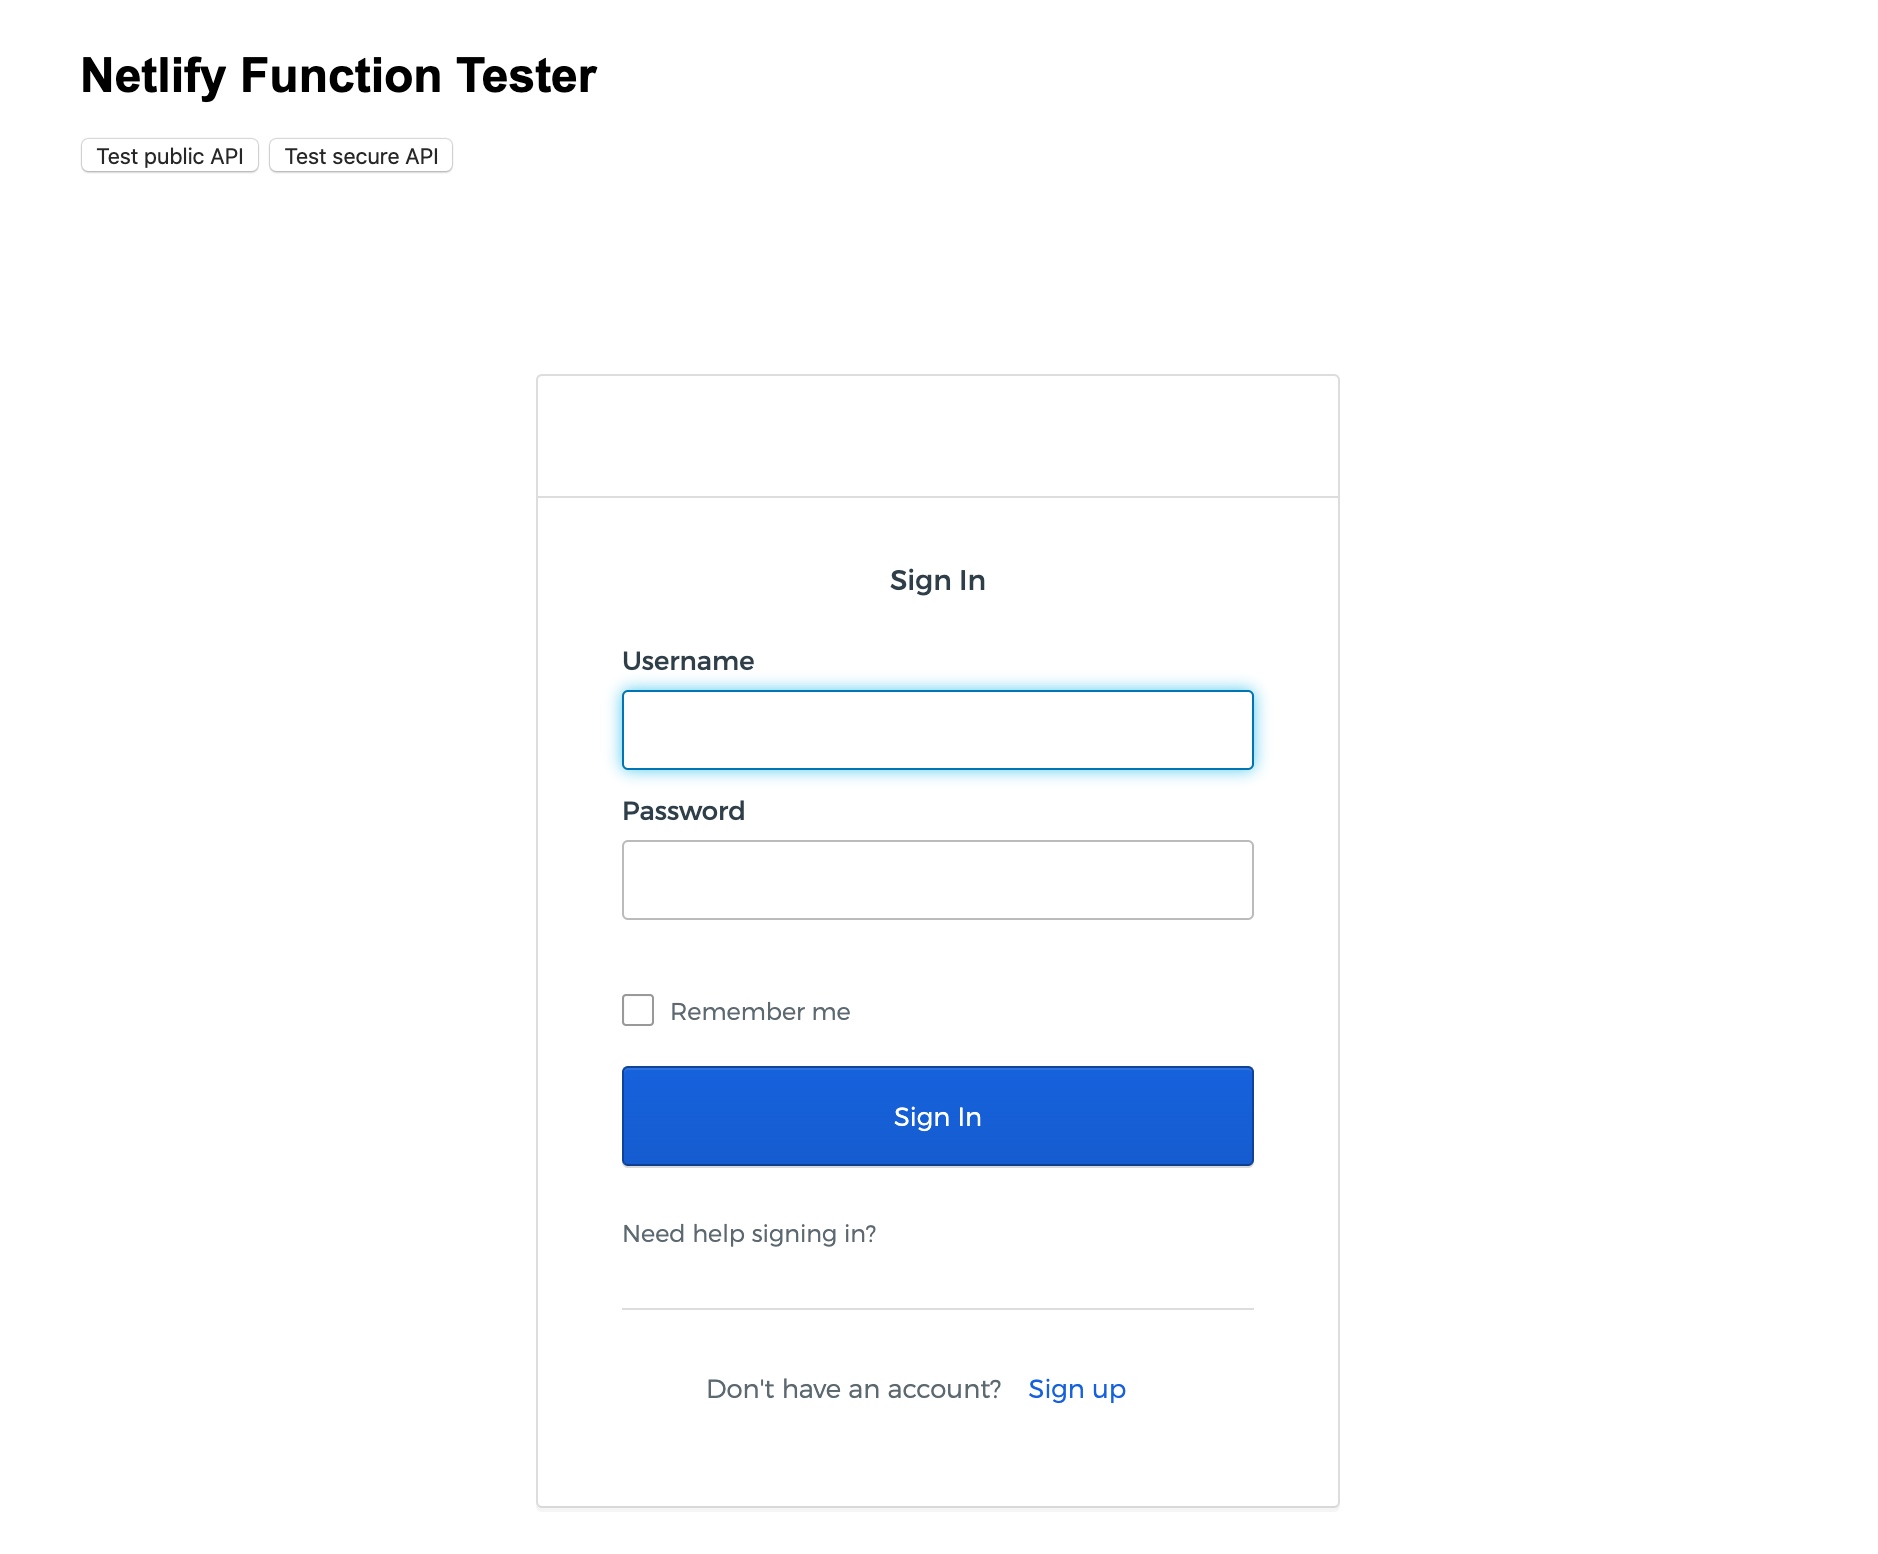 Netlify Function Tester
Test public API Test secure API
Sign In
Username
Password
Remember me
Sign In
Need help signing in?
Don't have an account? Sign up